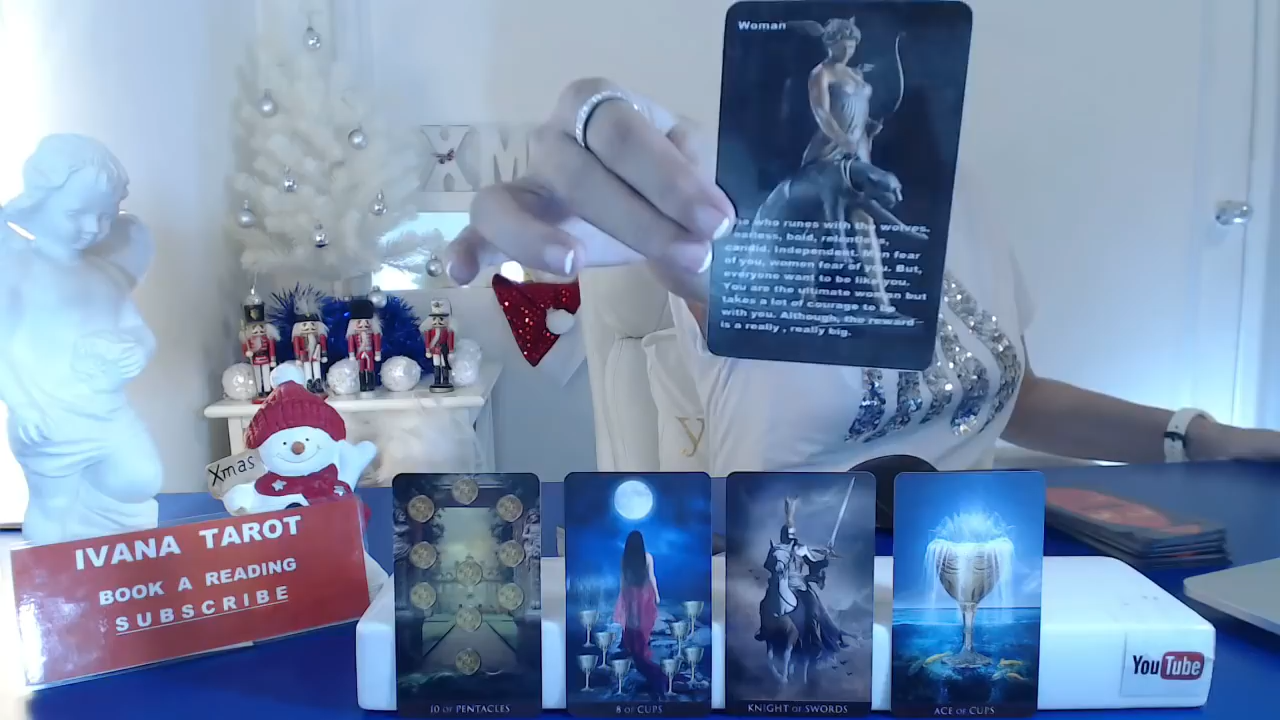 Woman
who runes with the wolves,
bold,
candid. Independent. Men fear
of you, women fear of you. But,
everyone want to be like you.
You are the ultimate woman but
takes a lot of courage to be
with you. Although, the reward
is a really , really big.
XM
y
Xmas
IVANA TAROT
BOOK A READING
SUBSCRIBE
10 OF PENTACLES
8 OF CUPS
KNIGHT OF SWORDS
ACE OF CUPS
YouTube